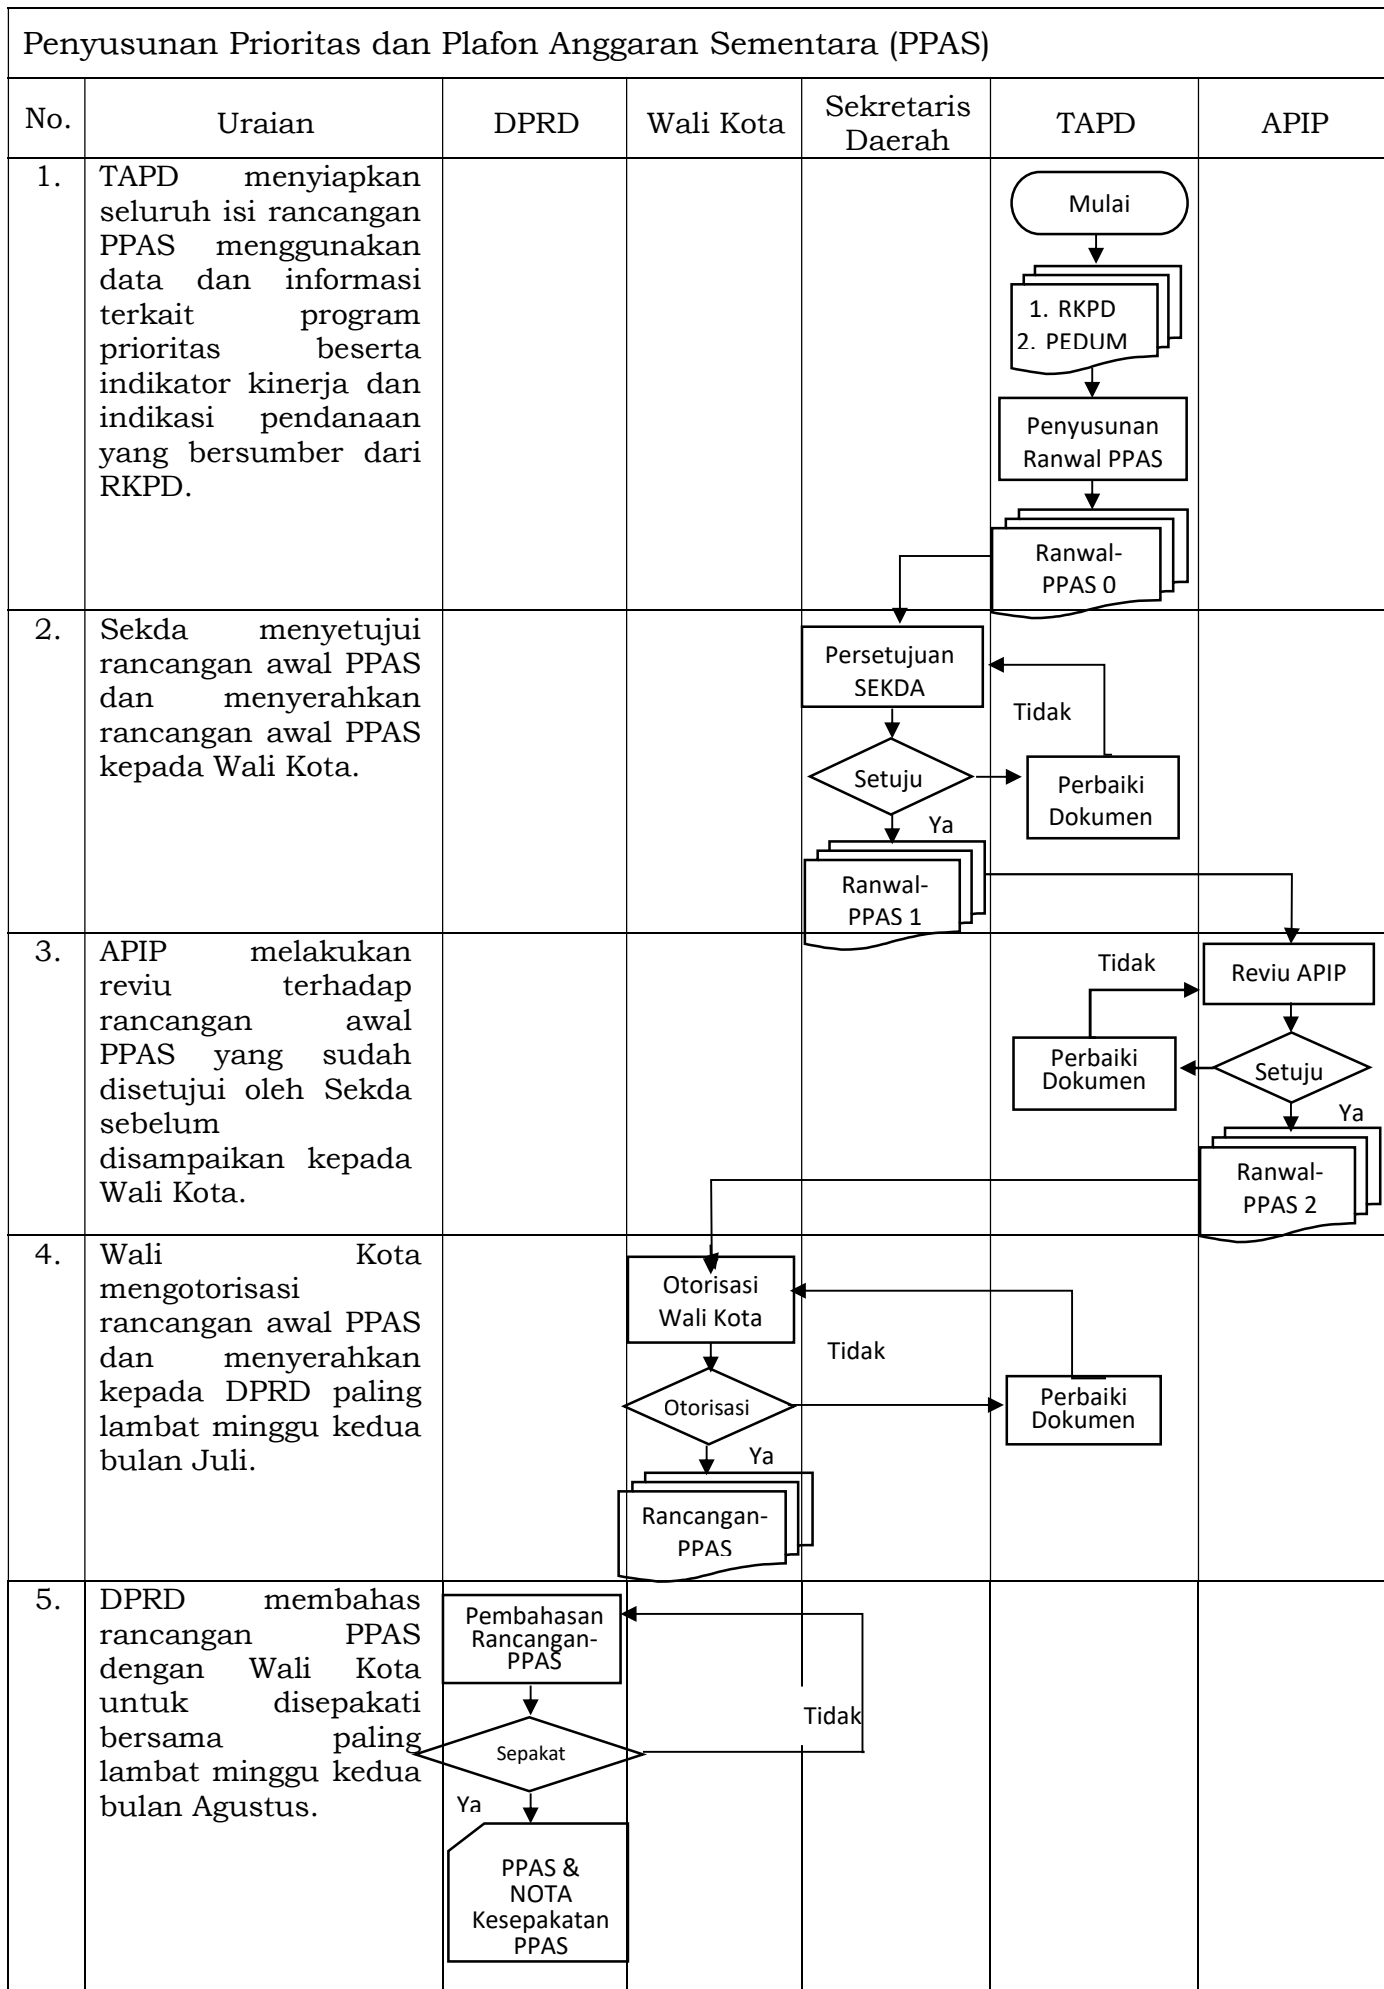 Penyusunan Prioritas dan Plafon Anggaran Sementara (PPAS)
No.
Uraian
DPRD
Wali Kota
Sekretaris
Daerah
TAPD
APIP
1.
TAPD menyiapkan
seluruh isi rancangan
PPAS menggunakan
data dan informasi
terkait program
prioritas beserta
indikator kinerja dan
indikasi pendanaan
yang bersumber dari
RKPD.
Mulai
1. RKPD
2. PEDUM
Penyusunan
Ranwal PPAS
Ranwal-
PPAS 0
2.
Sekda menyetujui
rancangan awal PPAS
dan menyerahkan
rancangan awal PPAS
kepada Wali Kota.
Persetujuan
SEKDA
Tidak
Setuju
Perbaiki
Dokumen
Ya
Ranwal-
PPAS 1
3.
APIP melakukan
reviu terhadap
rancangan awal
PPAS yang sudah
disetujui oleh Sekda
sebelum
disampaikan kepada
Wali Kota.
Tidak
Reviu APIP
Perbaiki
Dokumen
Setuju
Ya
Ranwal-
PPAS 2
4.
Wali Kota
mengotorisasi
rancangan awal PPAS
dan menyerahkan
kepada DPRD paling
lambat minggu kedua
bulan Juli.
Otorisasi
Wali Kota
Tidak
Otorisasi
Perbaiki
Dokumen
Ya
Rancangan-
PPAS
5.
DPRD membahas
rancangan PPAS
dengan Wali Kota
untuk disepakati
bersama paling
lambat minggu kedua
bulan Agustus.
Pembahasan
Rancangan-
PPAS
Tidak
Sepakat
Ya
PPAS &
NOTA
Kesepakatan
PPAS